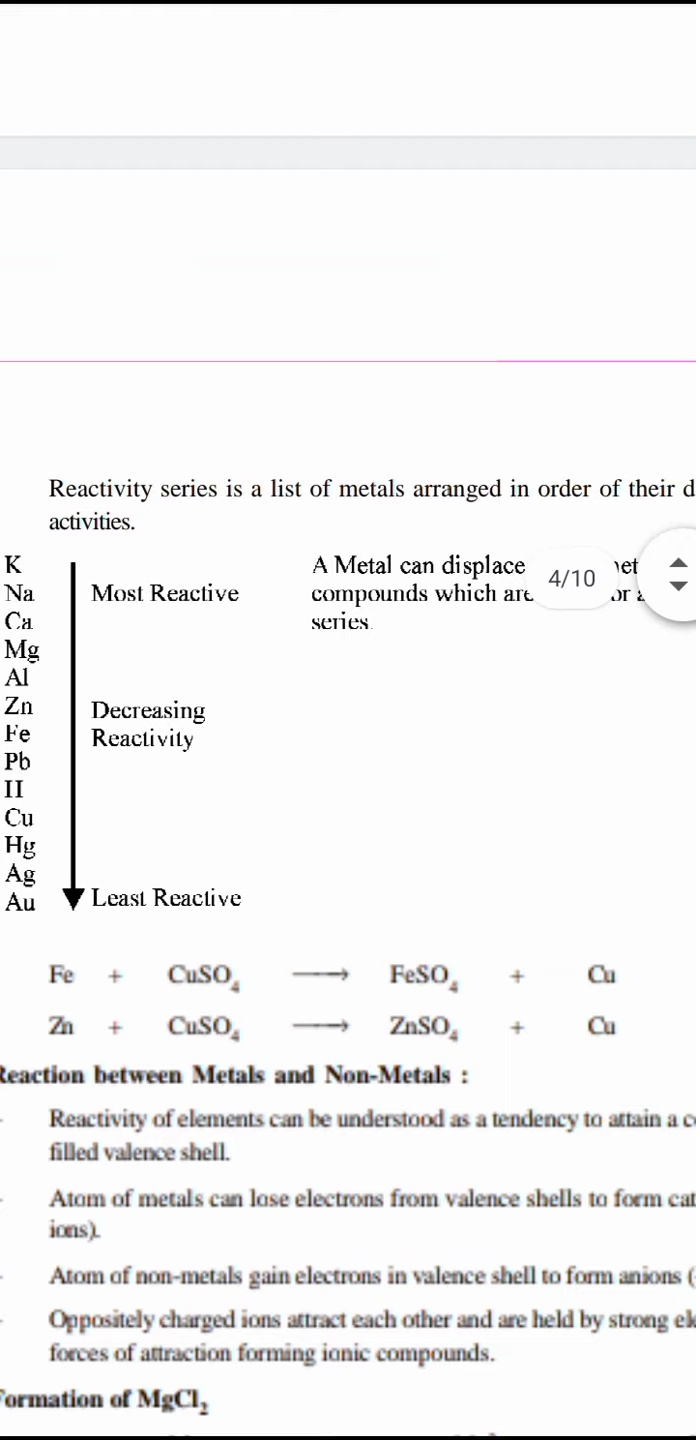 Reactivity series is a list of metals arranged in order of their d
activities.
K
Na
Ca
Mg
Al
Zn
Fe
Pb
II
Cu
Hg
Ag
Au
Most Reactive
Decreasing
Reactivity
Least Reactive
A Metal can displace
compounds which are
series.
4/10
Fe + CuSO₄ ⟶ FeSO₄ + Cu
Zn + CuSO₄ ⟶ ZnSO₄ + Cu
Reaction between Metals and Non-Metals :
Reactivity of elements can be understood as a tendency to attain a c
filled valence shell.
Atom of metals can lose electrons from valence shells to form cat
ions).
Atom of non-metals gain electrons in valence shell to form anions (
Oppositely charged ions attract each other and are held by strong ele
forces of attraction forming ionic compounds.
Formation of MgCl₂